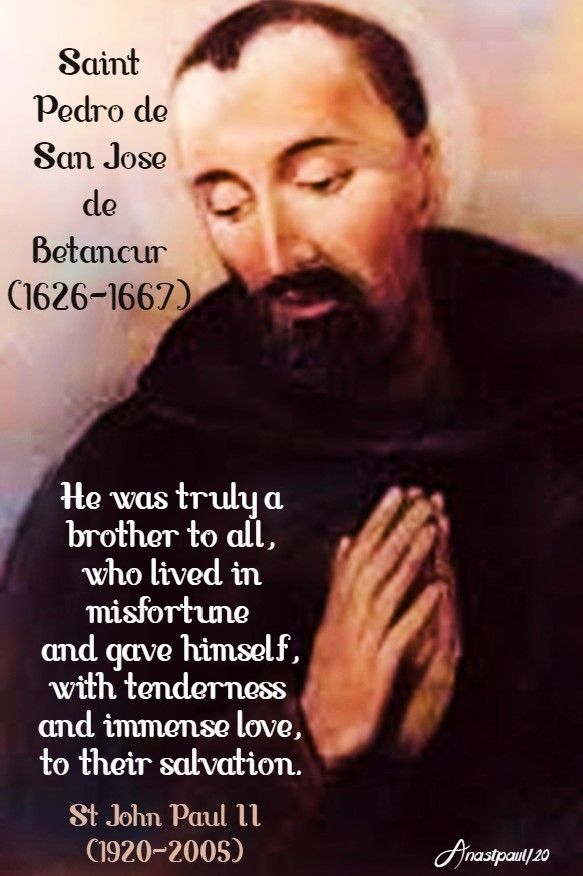 Saint
Pedro de
San Jose
de
Betancur
(1626-1667)
He was truly a
brother to all,
who lived in
misfortune
and gave himself,
with tenderness
and immense love,
to their salvation.
St John Paul II
(1920-2005)
Anastpaul/20